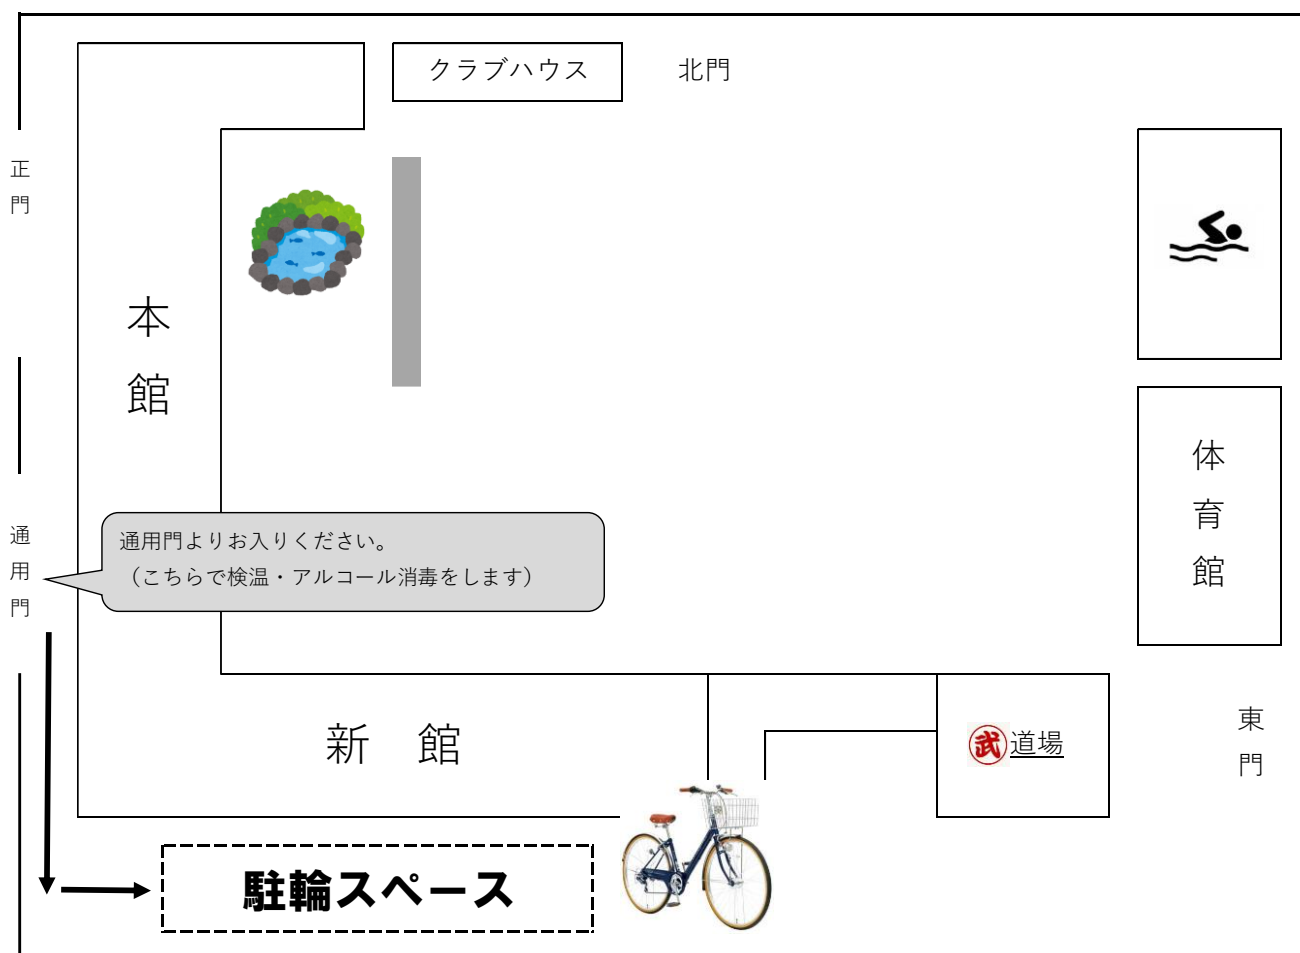 クラブハウス
北門
正門
本館
体育館
通用門よりお入りください。
（こちらで検温・アルコール消毒をします）
通用門
新　館
武道場
東門
駐輪スペース